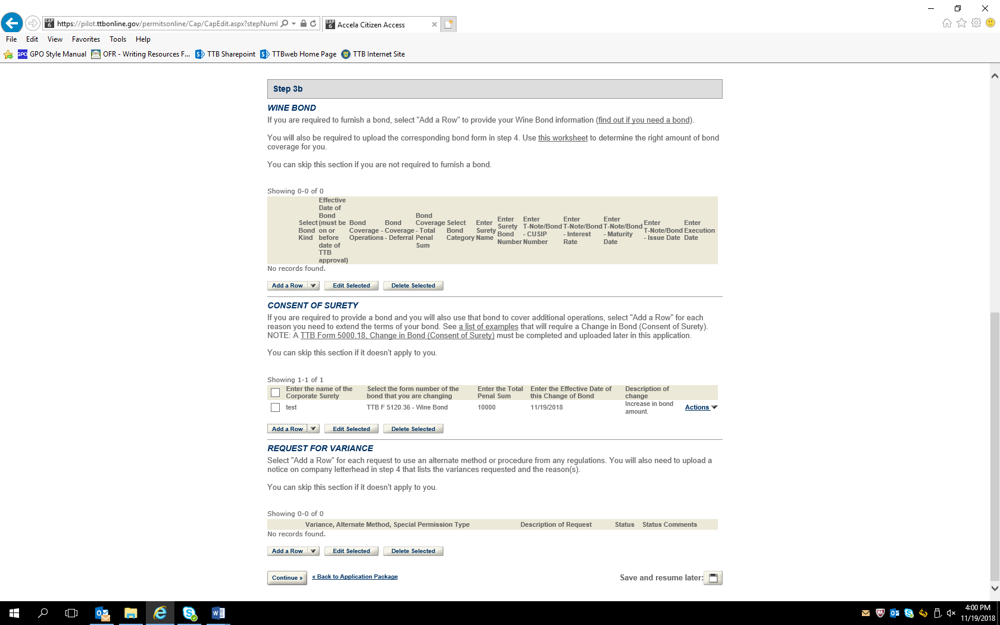 https://pilot.ttbonline.gov/permitsonline/Cap/CapEdit.aspx?stepNuml
Accela Citizen Access
File Edit View Favorites Tools Help
GPO Style Manual OFR - Writing Resources F... TTB Sharepoint TTBweb Home Page TTB Internet Site
Step 3b
WINE BOND
If you are required to furnish a bond, select "Add a Row" to provide your Wine Bond information (find out if you need a bond).
You will also be required to upload the corresponding bond form in step 4. Use this worksheet to determine the right amount of bond
coverage for you.
You can skip this section if you are not required to furnish a bond.
Showing 0-0 of 0
Select Bond Kind
Effective Date of Bond (must be on or before date of TTB approval)
Bond Coverage - Operations
Bond Coverage - Deferral
Bond Coverage - Total Penal Sum
Select Bond Category
Enter Surety Name
Enter Surety Bond Number
Enter T-Note/Bond - CUSIP Number
Enter T-Note/Bond - Interest Rate
Enter T-Note/Bond - Maturity Date
Enter T-Note/Bond - Issue Date
Enter Execution Date
No records found.
Add a Row Edit Selected Delete Selected
CONSENT OF SURETY
If you are required to provide a bond and you will also use that bond to cover additional operations, select "Add a Row" for each
reason you need to extend the terms of your bond. See a list of examples that will require a Change in Bond (Consent of Surety).
NOTE: A TTB Form 5000.18, Change in Bond (Consent of Surety) must be completed and uploaded later in this application.
You can skip this section if it doesn't apply to you.
Showing 1-1 of 1
Enter the name of the Corporate Surety
Select the form number of the bond that you are changing
Enter the Total Penal Sum
Enter the Effective Date of this Change of Bond
Description of change
test TTB F 5120.36 - Wine Bond 10000 11/19/2018 Increase in bond amount. Actions
Add a Row Edit Selected Delete Selected
REQUEST FOR VARIANCE
Select "Add a Row" for each request to use an alternate method or procedure from any regulations. You will also need to upload a
notice on company letterhead in step 4 that lists the variances requested and the reason(s).
You can skip this section if it doesn't apply to you.
Showing 0-0 of 0
Variance, Alternate Method, Special Permission Type Description of Request Status Status Comments
No records found.
Add a Row Edit Selected Delete Selected
Continue » « Back to Application Package Save and resume later:
4:00 PM
11/19/2018